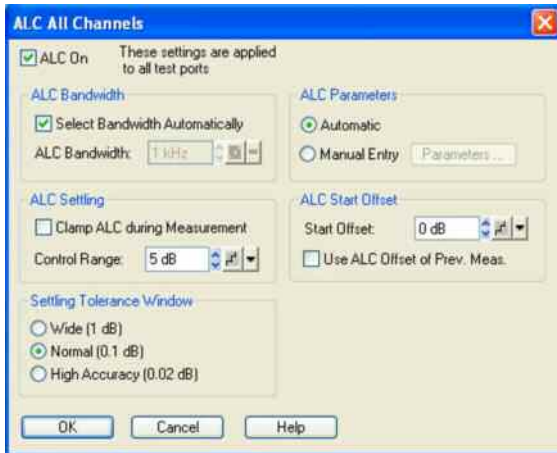 ALC All Channels
ALC On
These settings are applied
to all test ports
ALC Bandwidth
Select Bandwidth Automatically
ALC Bandwidth: 1 kHz
ALC Parameters
Automatic
Manual Entry Parameters ...
ALC Settling
Clamp ALC during Measurement
Control Range: 5 dB
ALC Start Offset
Start Offset: 0 dB
Use ALC Offset of Prev. Meas.
Settling Tolerance Window
Wide (1 dB)
Normal (0.1 dB)
High Accuracy (0.02 dB)
OK Cancel Help